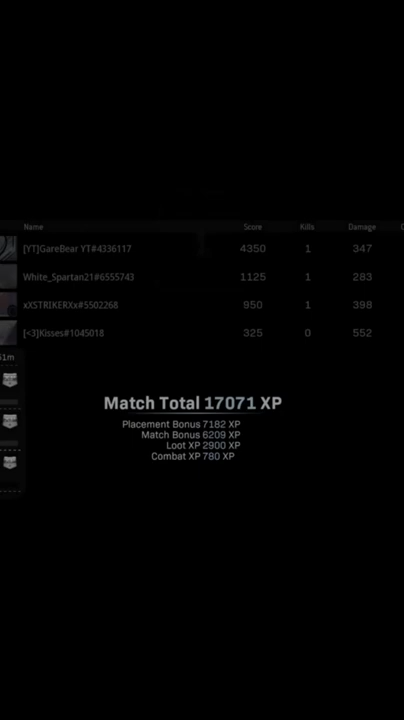 Name Score Kills Damage
[YT]GareBear YT#4336117 4350 1 347
White_Spartan21#6555743 1125 1 283
xXSTRIKERXx#5502268 950 1 398
[<3]Kisses#1045018 325 0 552
51m
Match Total 17071 XP
Placement Bonus 7182 XP
Match Bonus 6209 XP
Loot XP 2900 XP
Combat XP 780 XP